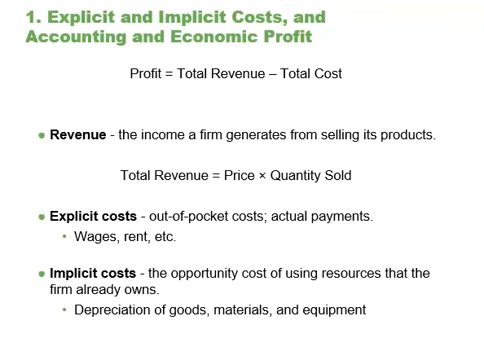 1. Explicit and Implicit Costs, and
Accounting and Economic Profit
Profit = Total Revenue – Total Cost
• Revenue - the income a firm generates from selling its products.
Total Revenue = Price × Quantity Sold
• Explicit costs - out-of-pocket costs; actual payments.
• Wages, rent, etc.
• Implicit costs - the opportunity cost of using resources that the
firm already owns.
• Depreciation of goods, materials, and equipment